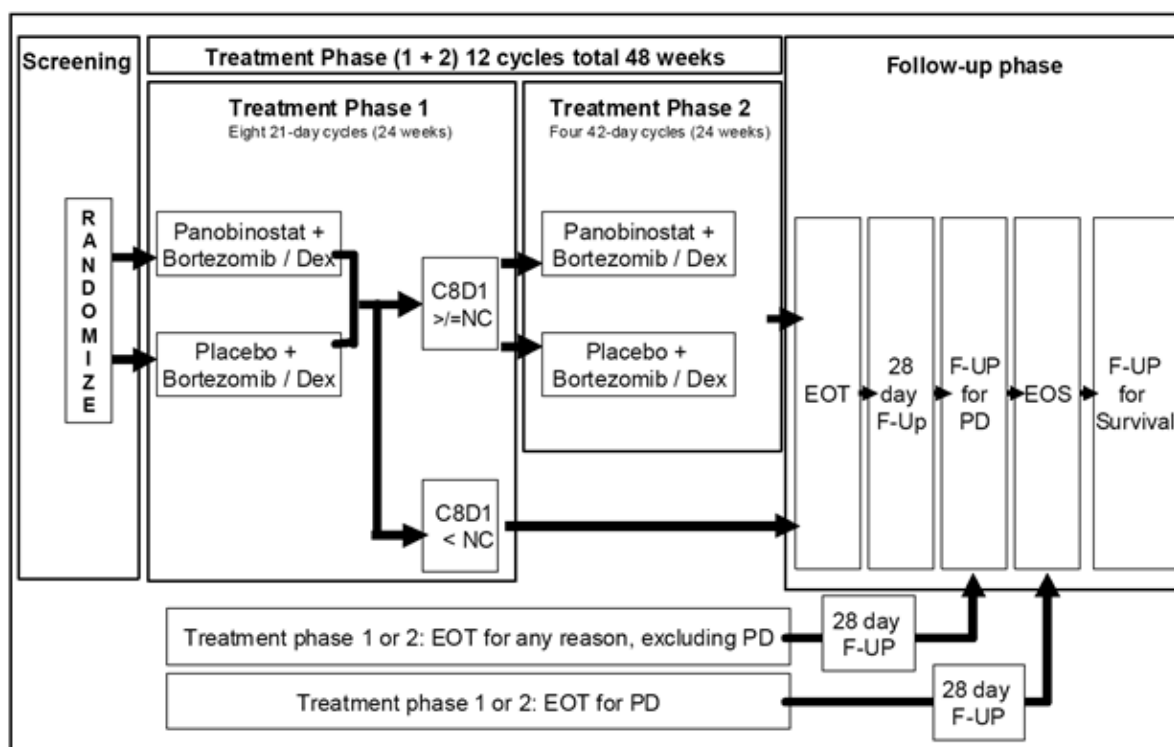 Screening
Treatment Phase (1 + 2) 12 cycles total 48 weeks
Follow-up phase
Treatment Phase 1
Eight 21-day cycles (24 weeks)
Treatment Phase 2
Four 42-day cycles (24 weeks)
RANDOMIZE
Panobinostat +
Bortezomib / Dex
Placebo +
Bortezomib / Dex
C8D1
>/=NC
C8D1
< NC
Panobinostat +
Bortezomib / Dex
Placebo +
Bortezomib / Dex
EOT
28
day
F-Up
F-UP
for
PD
EOS
F-UP
for
Survival
Treatment phase 1 or 2: EOT for any reason, excluding PD
28 day
F-UP
Treatment phase 1 or 2: EOT for PD
28 day
F-UP